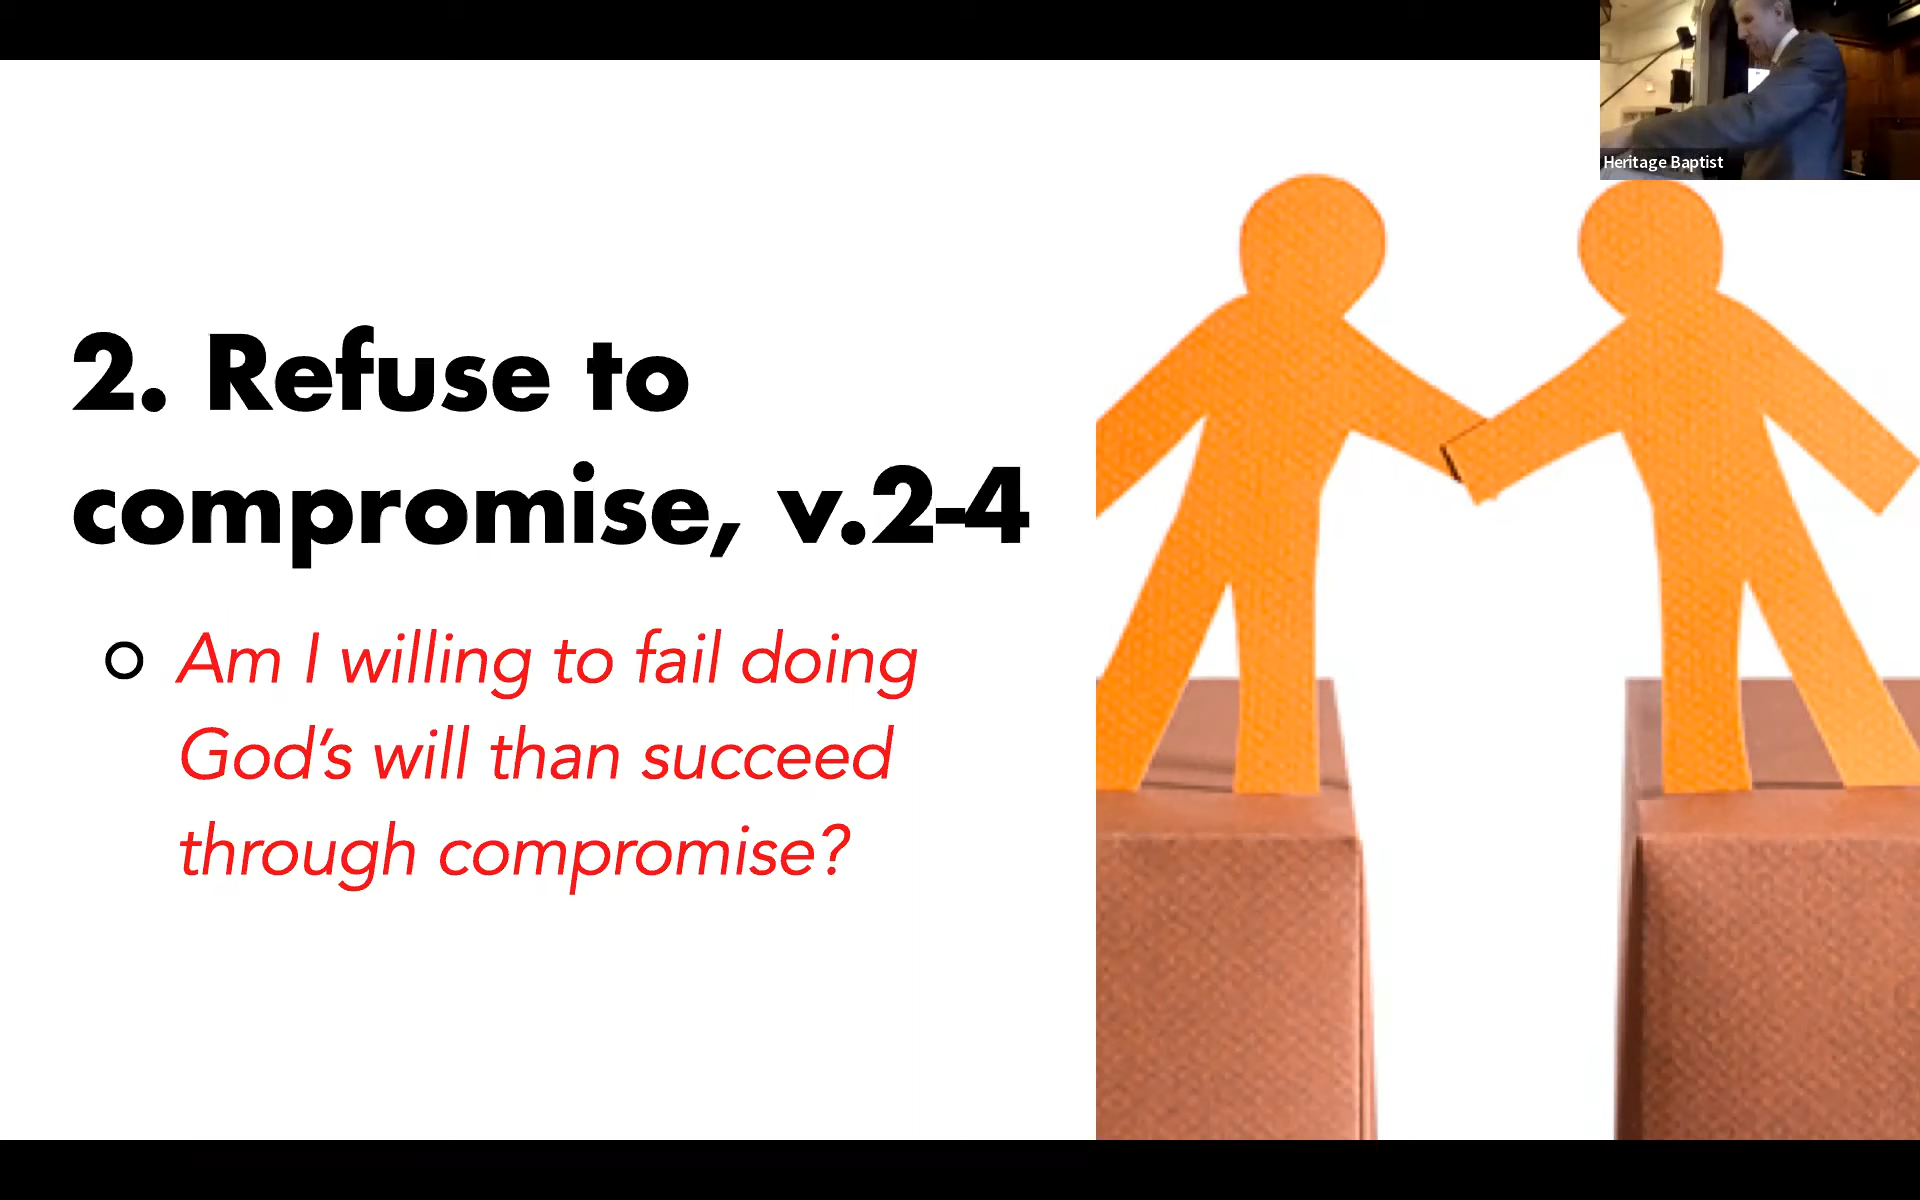 Heritage Baptist
2. Refuse to
compromise, v.2-4
Am I willing to fail doing
God’s will than succeed
through compromise?